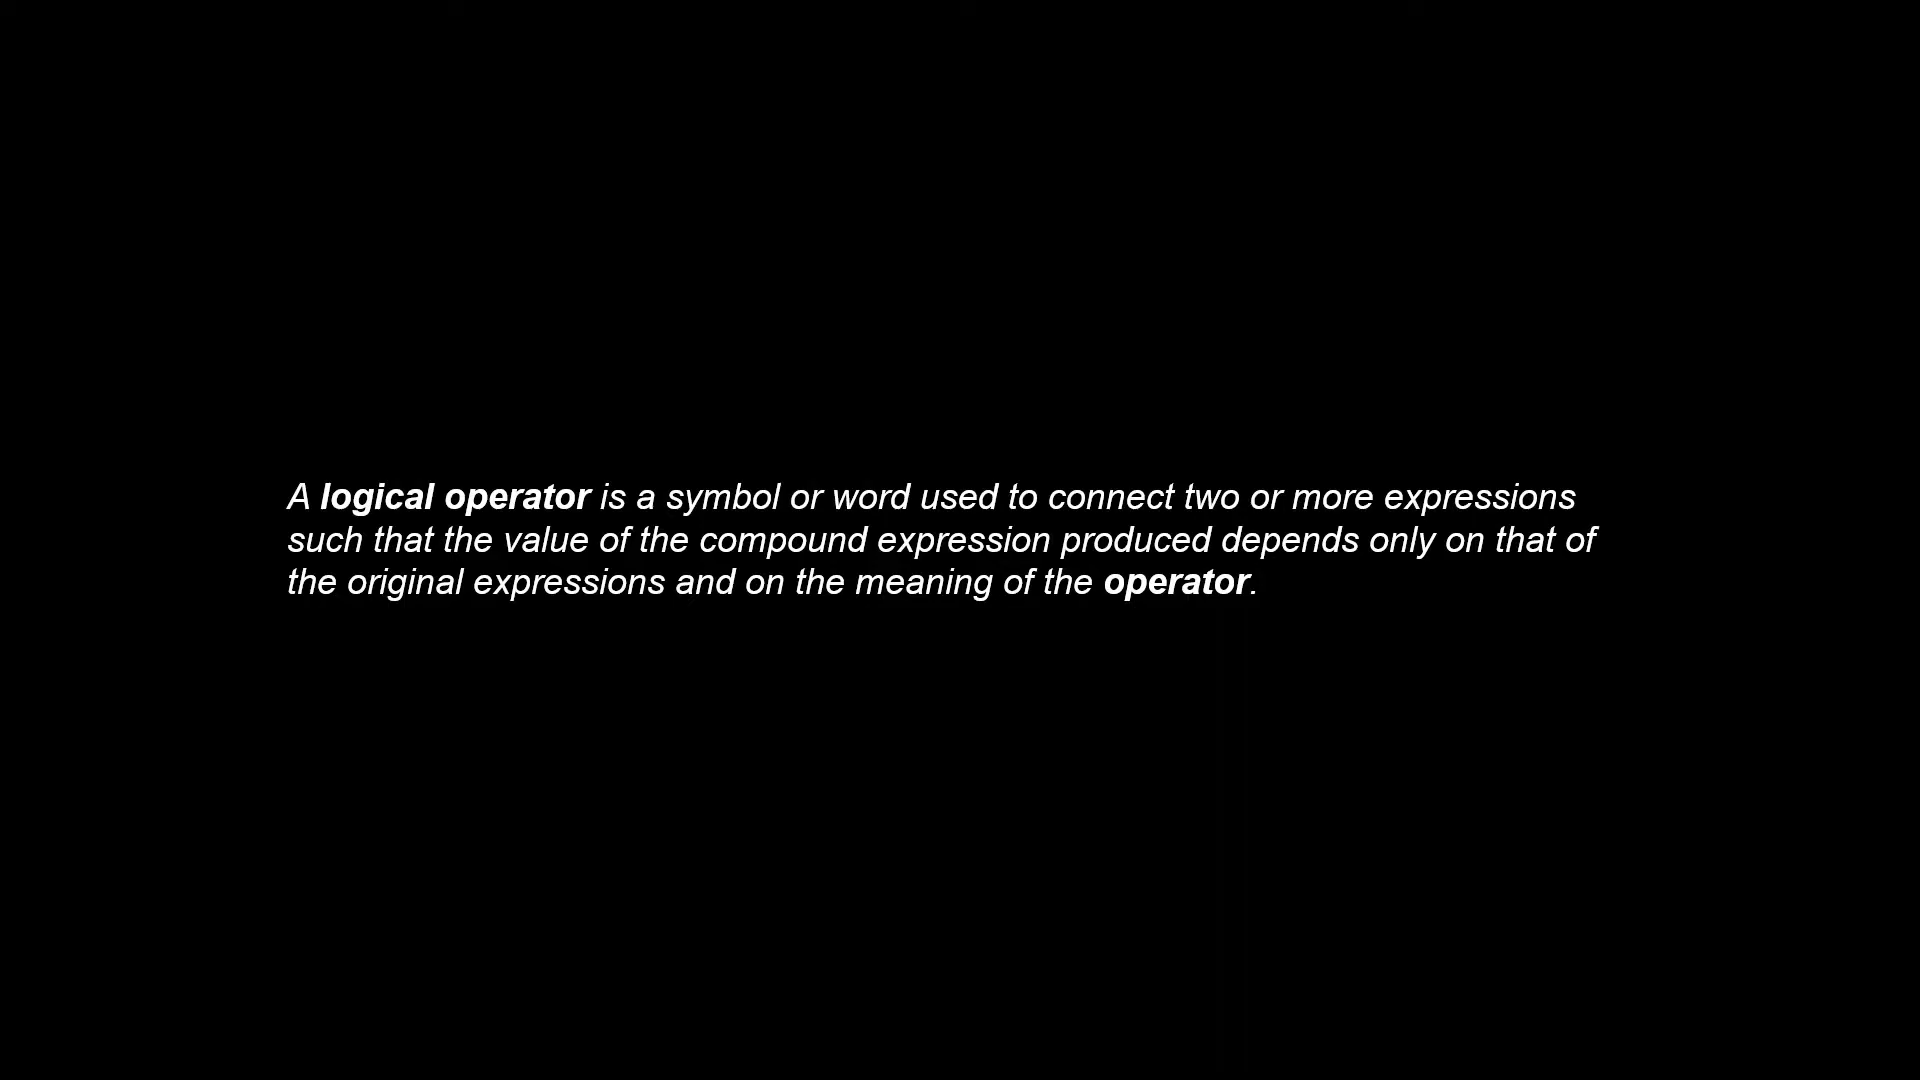 A logical operator is a symbol or word used to connect two or more expressions
such that the value of the compound expression produced depends only on that of
the original expressions and on the meaning of the operator.